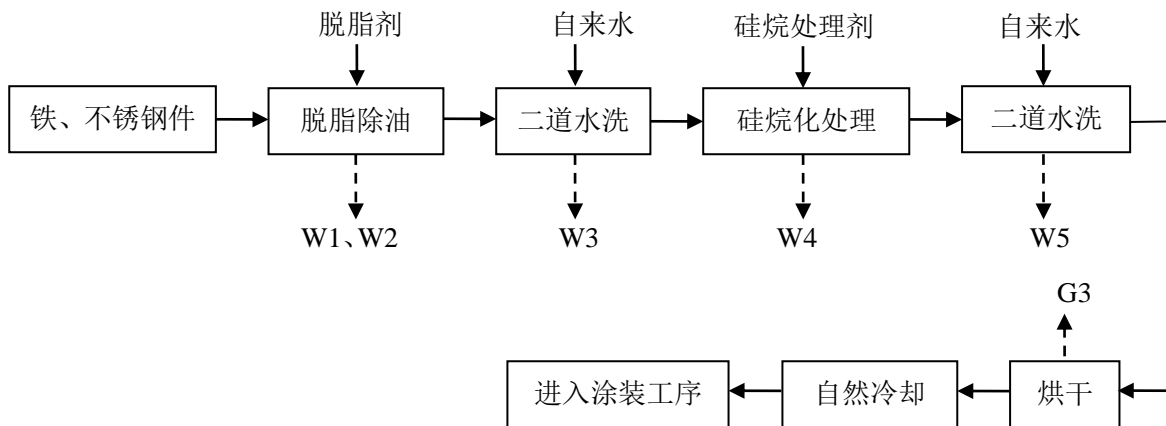 脱脂剂
自来水
硅烷处理剂
自来水
铁、不锈钢件
脱脂除油
二道水洗
硅烷化处理
二道水洗
W1、W2
W3
W4
W5
G3
进入涂装工序
自然冷却
烘干